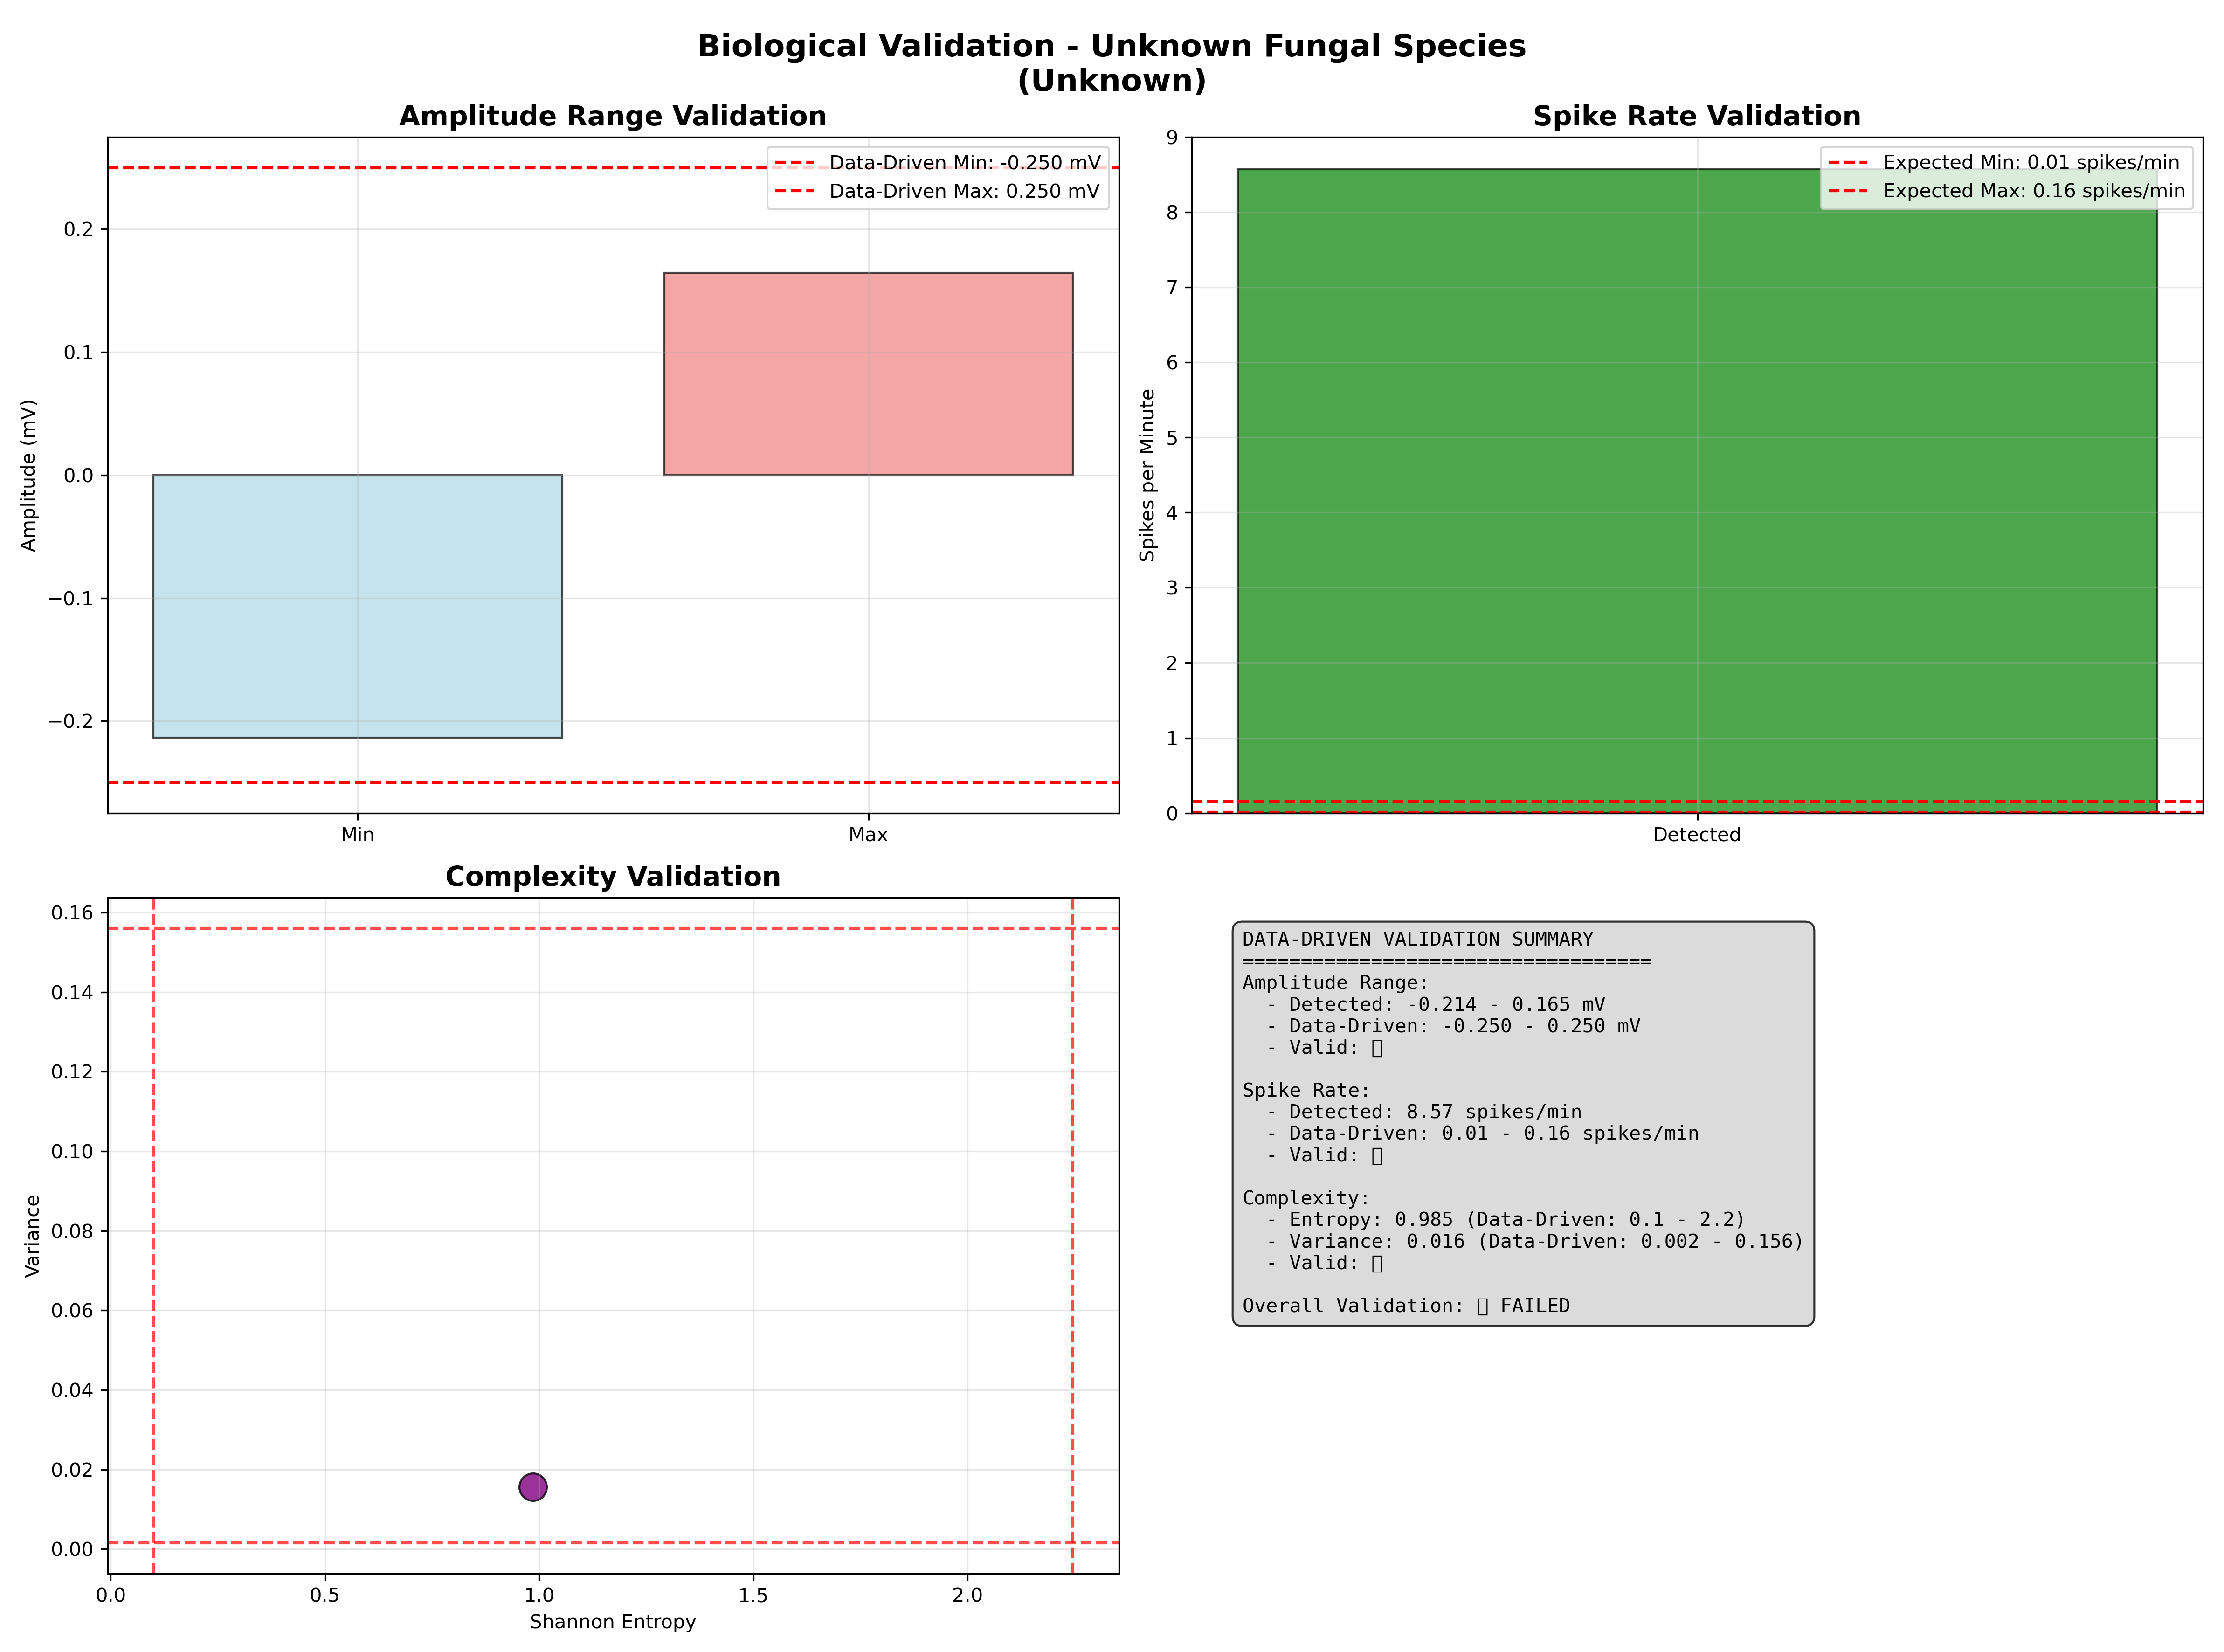 Biological Validation - Unknown Fungal Species
(Unknown)
Amplitude Range Validation
Data-Driven Min: -0.250 mV
Data-Driven Max: 0.250 mV
Amplitude (mV)
0.2
0.1
0.0
−0.1
−0.2
Min
Max
Spike Rate Validation
Expected Min: 0.01 spikes/min
Expected Max: 0.16 spikes/min
Spikes per Minute
9
8
7
6
5
4
3
2
1
0
Detected
Complexity Validation
Variance
0.16
0.14
0.12
0.10
0.08
0.06
0.04
0.02
0.00
0.0
0.5
1.0
1.5
2.0
Shannon Entropy
DATA-DRIVEN VALIDATION SUMMARY
===================================
Amplitude Range:
- Detected: -0.214 - 0.165 mV
- Data-Driven: -0.250 - 0.250 mV
- Valid: ▯
Spike Rate:
- Detected: 8.57 spikes/min
- Data-Driven: 0.01 - 0.16 spikes/min
- Valid: ▯
Complexity:
- Entropy: 0.985 (Data-Driven: 0.1 - 2.2)
- Variance: 0.016 (Data-Driven: 0.002 - 0.156)
- Valid: ▯
Overall Validation: ▯ FAILED